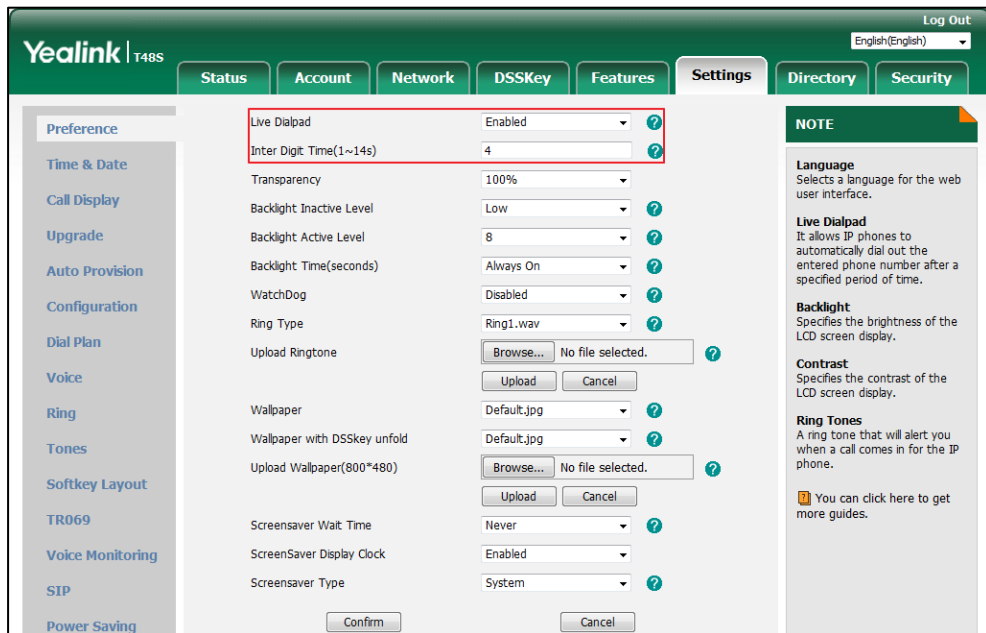 Log Out
English(English)
Yealink T48S
Status Account Network DSSKey Features Settings Directory Security
Preference
Time & Date
Call Display
Upgrade
Auto Provision
Configuration
Dial Plan
Voice
Ring
Tones
Softkey Layout
TR069
Voice Monitoring
SIP
Power Saving
Live Dialpad Enabled ?
Inter Digit Time(1~14s) 4 ?
Transparency 100%
Backlight Inactive Level Low ?
Backlight Active Level 8 ?
Backlight Time(seconds) Always On ?
WatchDog Disabled ?
Ring Type Ring1.wav ?
Upload Ringtone Browse... No file selected. ?
Upload Cancel
Wallpaper Default.jpg ?
Wallpaper with DSSkey unfold Default.jpg ?
Upload Wallpaper(800*480) Browse... No file selected. ?
Upload Cancel
Screensaver Wait Time Never ?
ScreenSaver Display Clock Enabled
Screensaver Type System ?
Confirm Cancel
NOTE
Language
Selects a language for the web
user interface.
Live Dialpad
It allows IP phones to
automatically dial out the
entered phone number after a
specified period of time.
Backlight
Specifies the brightness of the
LCD screen display.
Contrast
Specifies the contrast of the
LCD screen display.
Ring Tones
A ring tone that will alert you
when a call comes in for the IP
phone.
? You can click here to get
more guides.